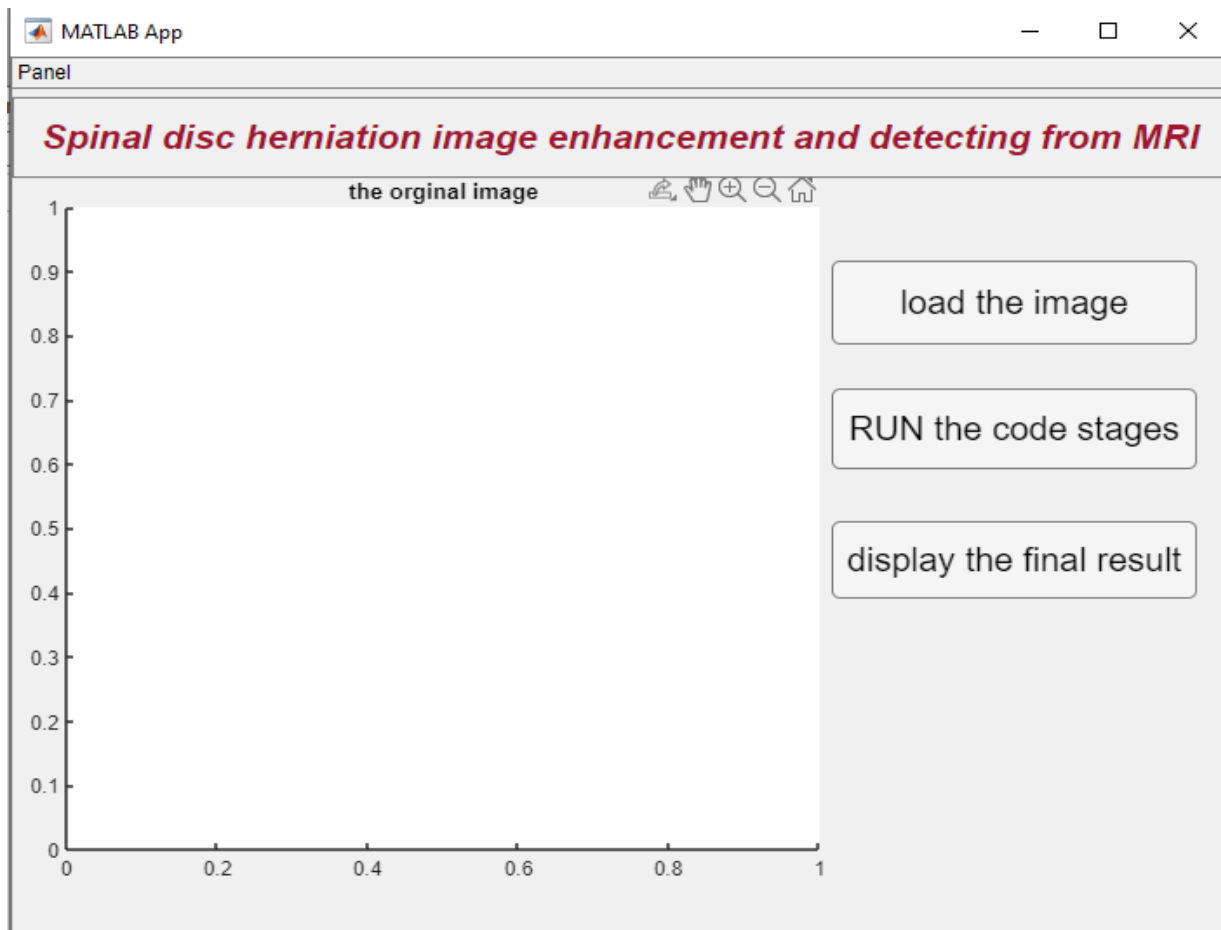 MATLAB App
Panel
Spinal disc herniation image enhancement and detecting from MRI
the orginal image
1
0.9
0.8
0.7
0.6
0.5
0.4
0.3
0.2
0.1
0
0 0.2 0.4 0.6 0.8 1
load the image
RUN the code stages
display the final result